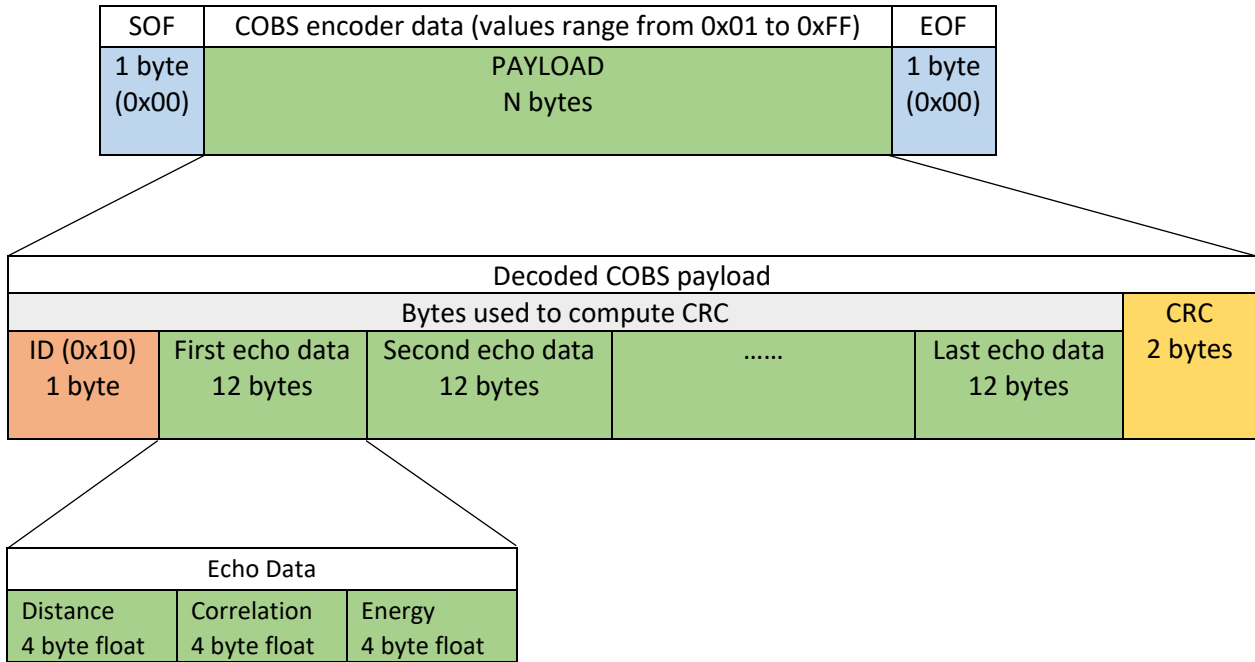 SOF COBS encoder data (values range from 0x01 to 0xFF) EOF
1 byte PAYLOAD 1 byte
(0x00) N bytes (0x00)
Decoded COBS payload
Bytes used to compute CRC CRC
ID (0x10) First echo data Second echo data …… Last echo data 2 bytes
1 byte 12 bytes 12 bytes 12 bytes
Echo Data
Distance Correlation Energy
4 byte float 4 byte float 4 byte float